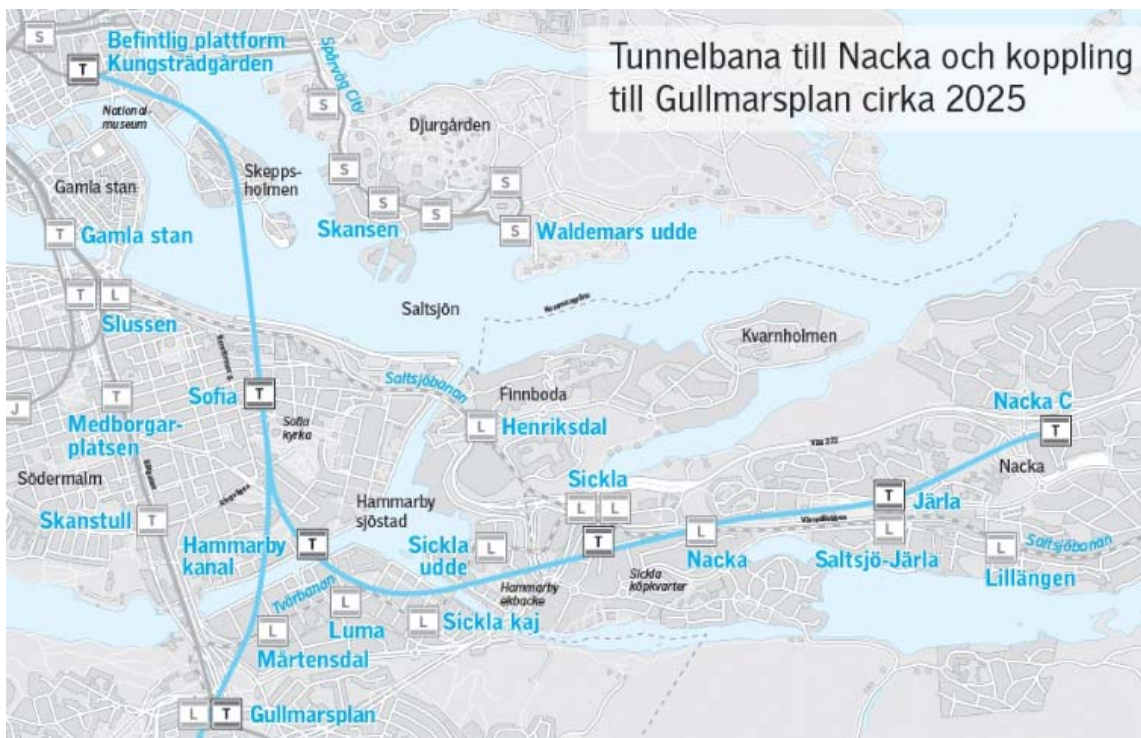 Tunnelbana till Nacka och koppling
till Gullmarsplan cirka 2025
S
Befintlig plattform
Kungsträdgården
T
Spårväg City
National-
museum
S
Djurgården
Skepps-
holmen
S
Gamla stan
S
S
S
Skansen
S
Waldemars udde
T
Gamla stan
T
L
Slussen
Saltsjön
Kvarnholmen
Saltsjöbanan
Finnboda
Sofia
T
Nacka C
T
J
T
Medborgar-
platsen
Sofia
kyrka
L
Henriksdal
Väg 222
Nacka
Södermalm
Sickla
L
L
T
Järla
Skanstull
T
Hammarby
sjöstad
Hammarby
kanal
T
Sickla
udde
L
T
L
Nacka
L
Saltsjö-Järla
L
Lillängen
Saltsjöbanan
Tvärbanan
Hammarby
ekbacke
Sickla
köpkvarter
L
Luma
L
Sickla kaj
L
Mårtensdal
L
T
Gullmarsplan